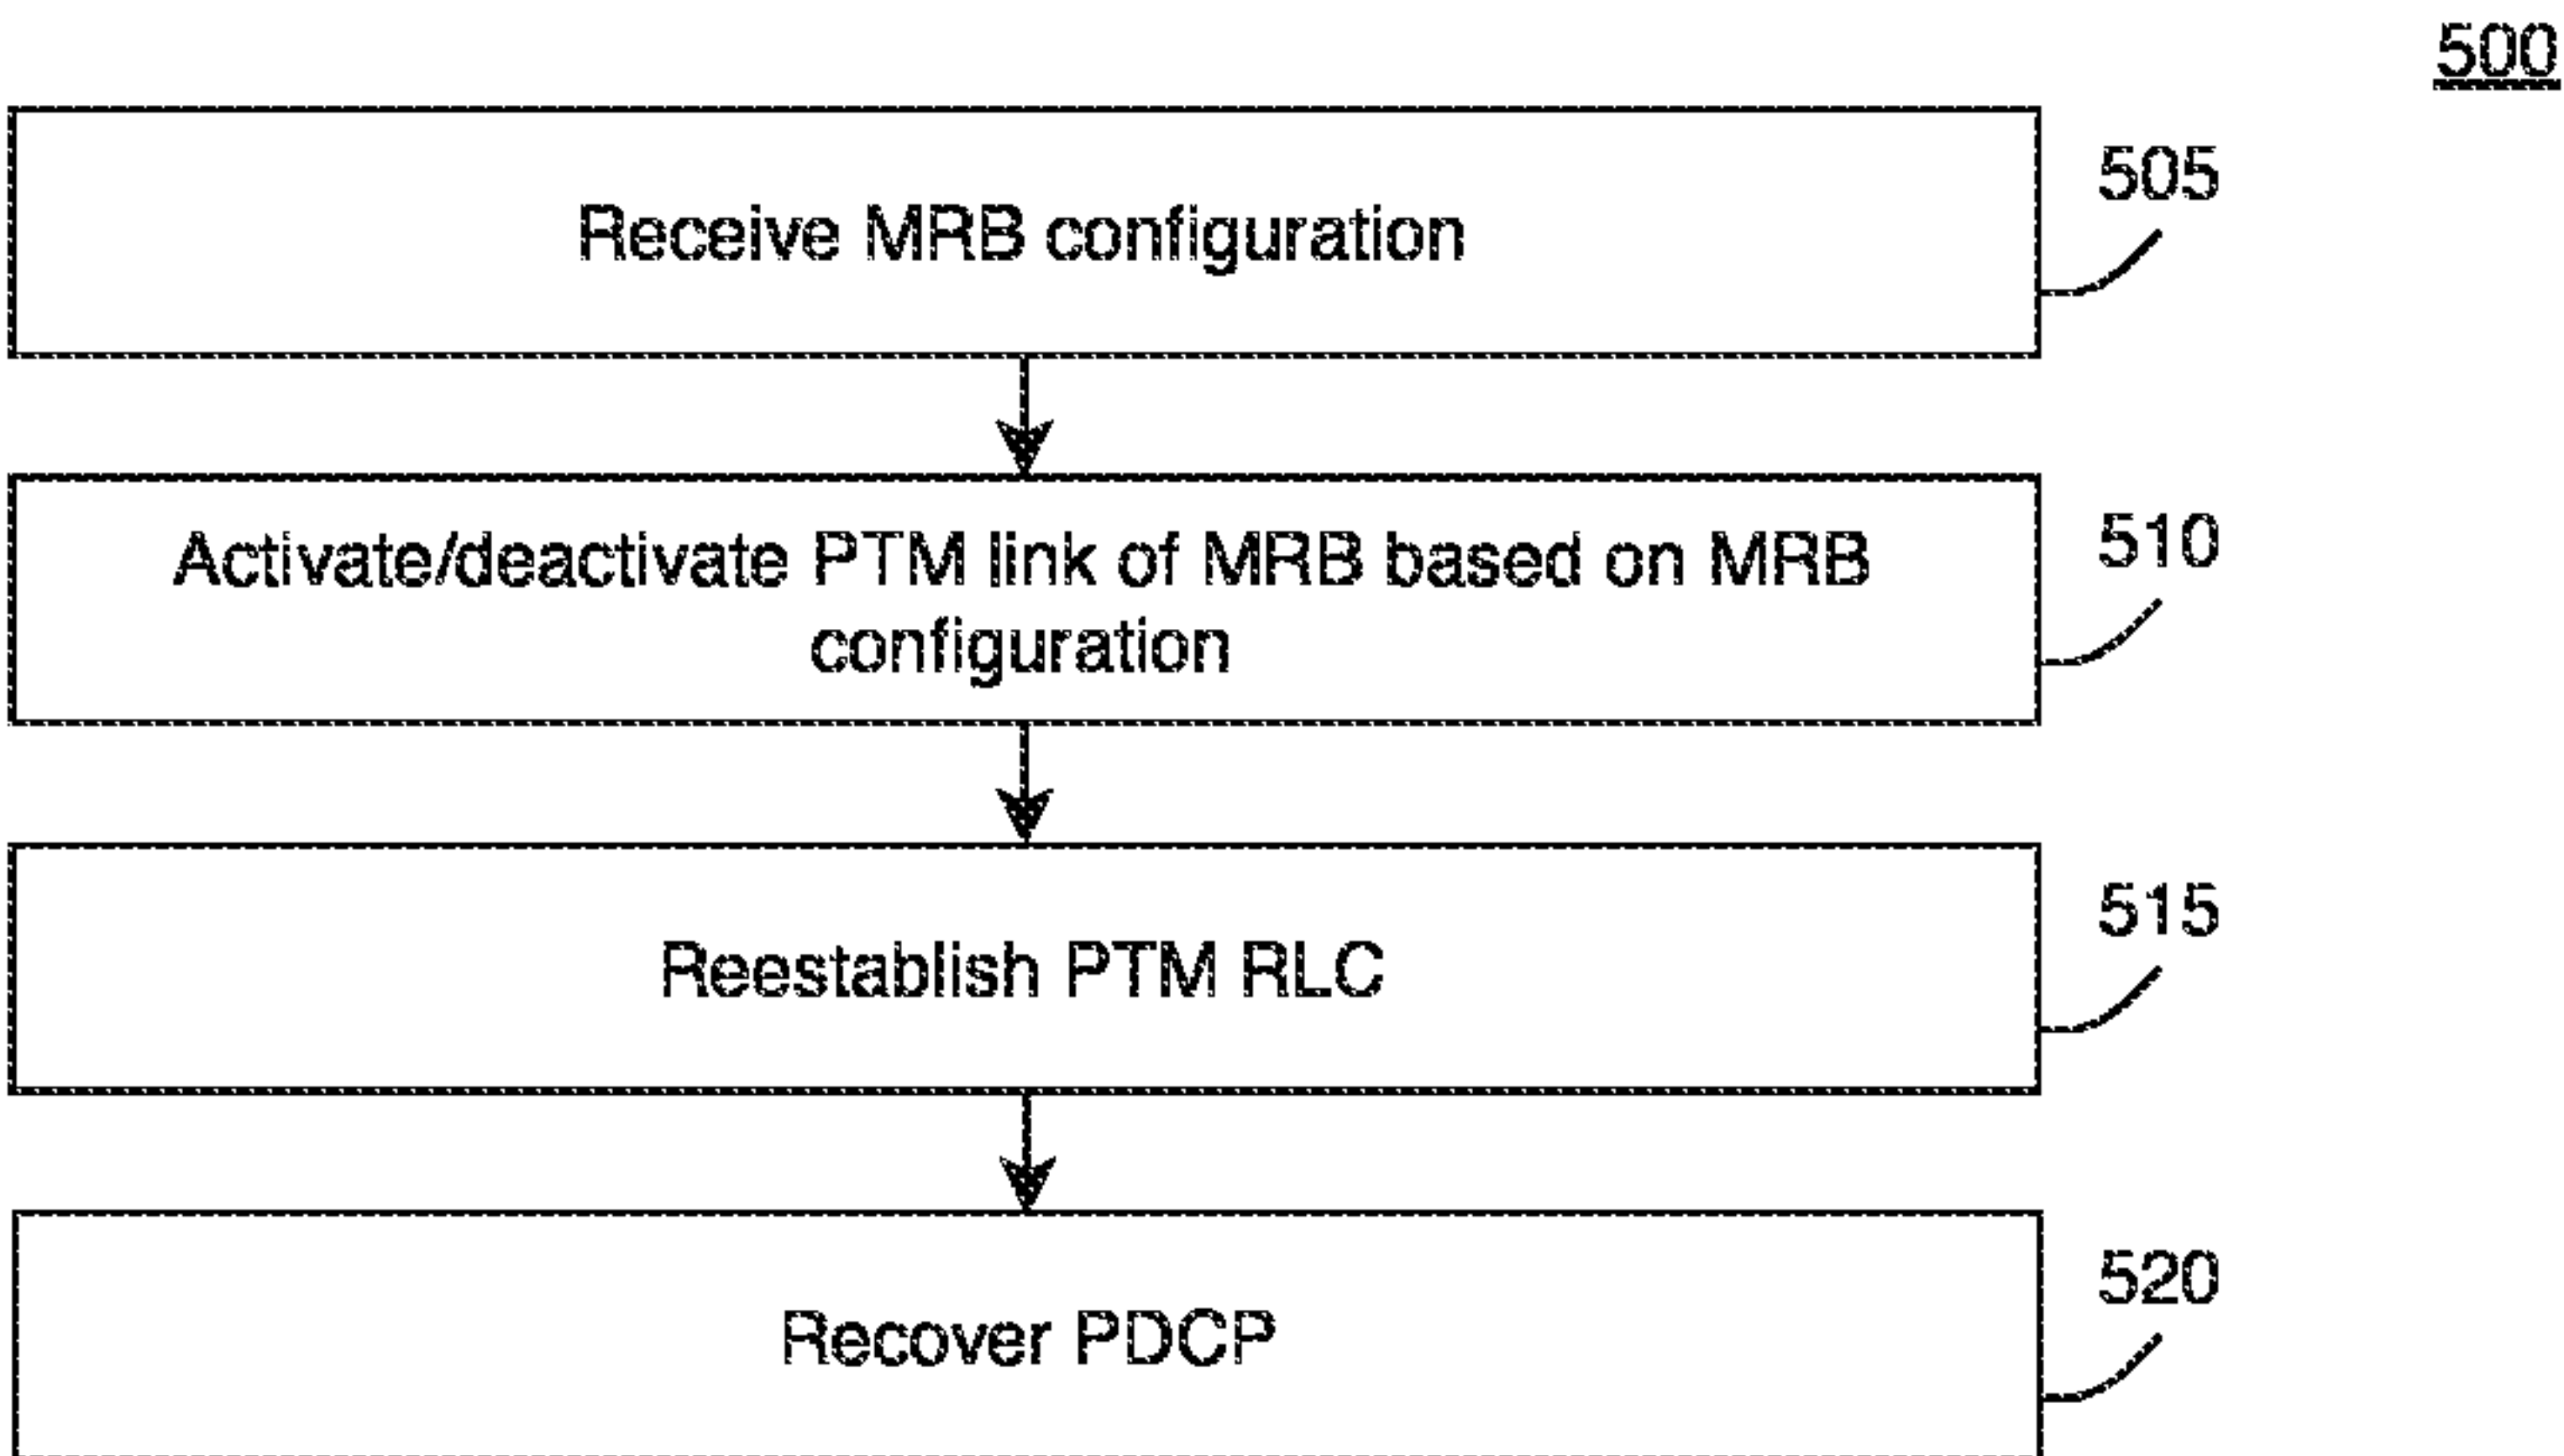 500
Receive MRB configuration
505
Activate/deactivate PTM link of MRB based on MRB
configuration
510
Reestablish PTM RLC
515
Recover PDCP
520